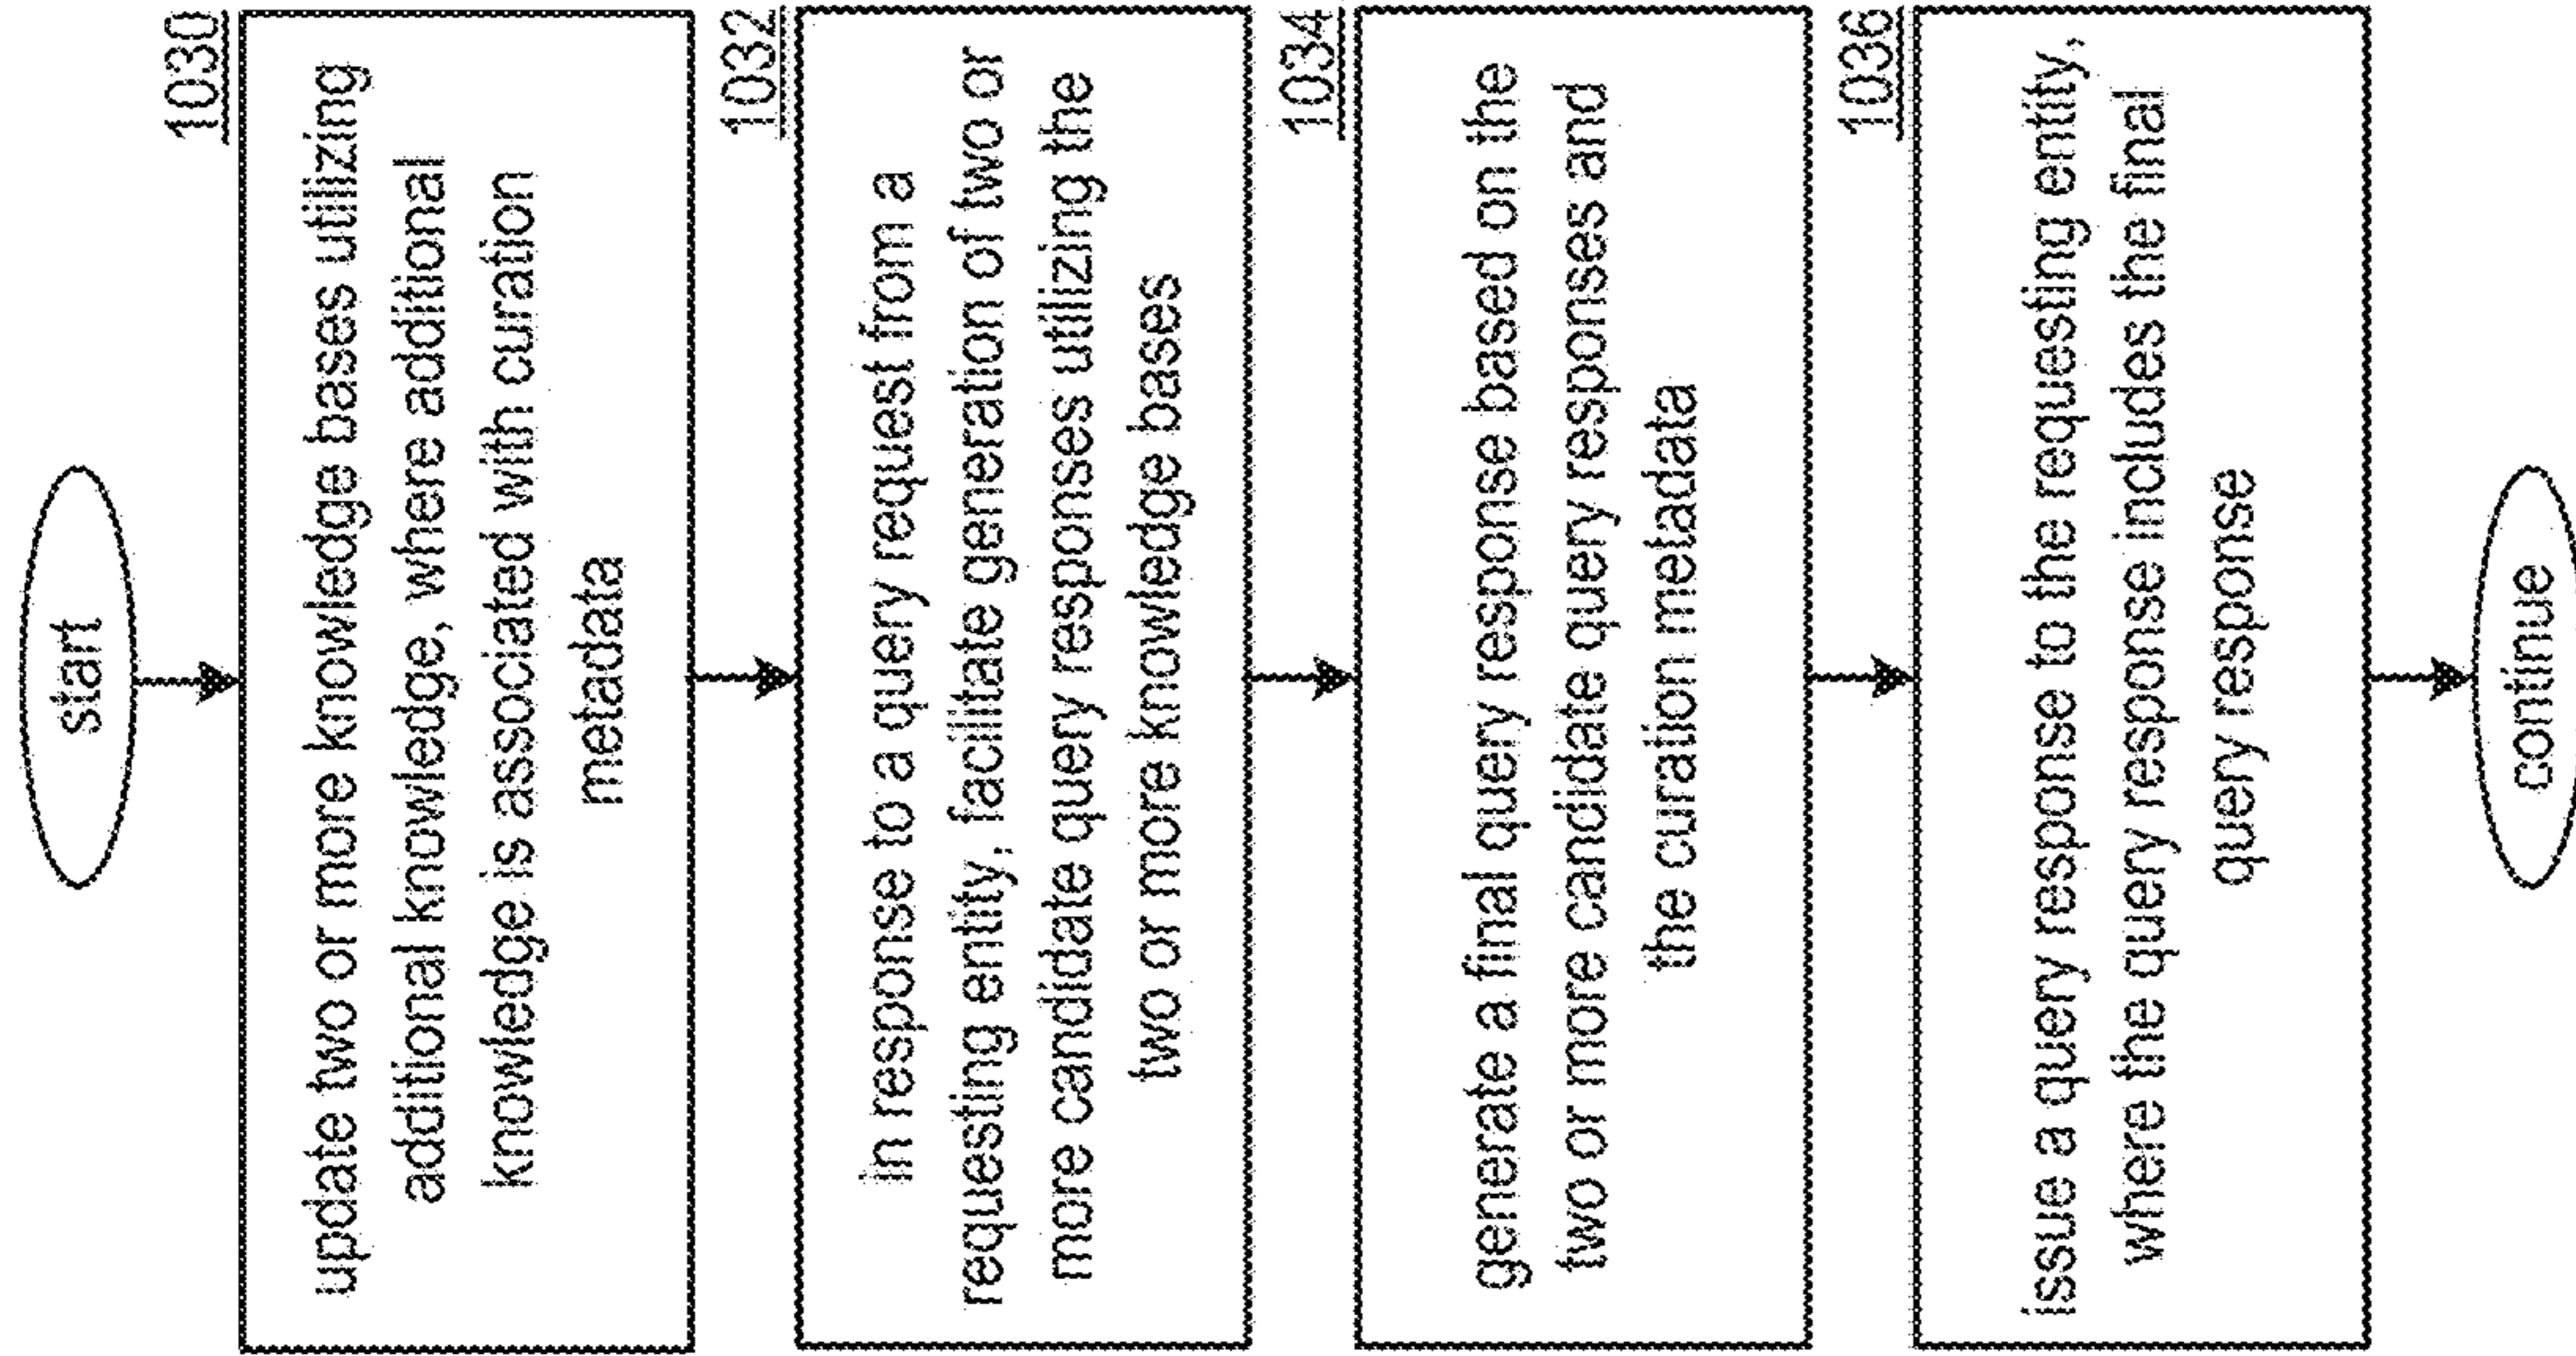 start
1030
update two or more knowledge bases utilizing
additional knowledge, where additional
knowledge is associated with curation
metadata
1032
In response to a query request from a
requesting entity, facilitate generation of two or
more candidate query responses utilizing the
two or more knowledge bases
1034
generate a final query response based on the
two or more candidate query responses and
the curation metadata
1036
issue a query response to the requesting entity,
where the query response includes the final
query response
continue